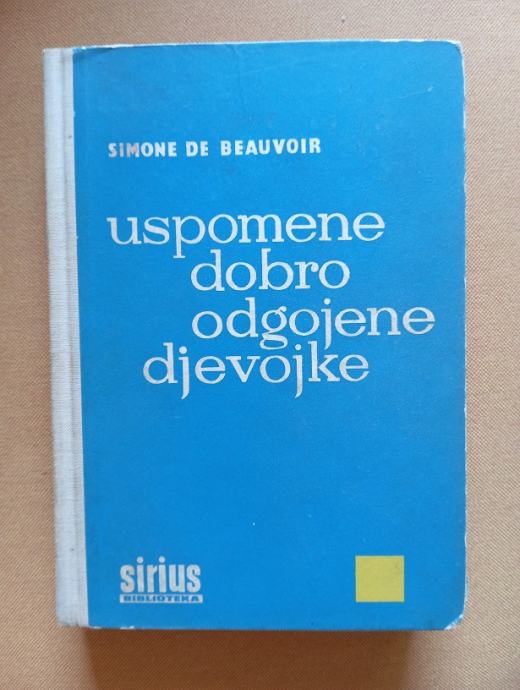 SIMONE DE BEAUVOIR
uspomene
dobro
odgojene
djevojke
sirius
BIBLIOTEKA